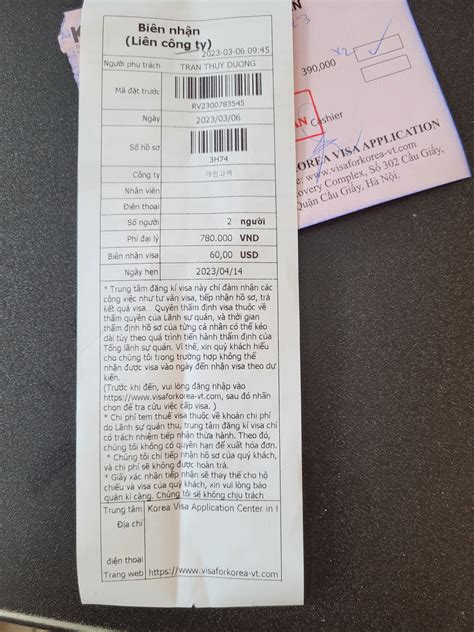 Biên nhận
(Liên công ty)
2023-03-06 09:45
Người phụ trách TRAN THUY DUONG
Mã đặt trước
RV2300783545
Ngày 2023/03/06
Số hồ sơ
3H74
Công ty 개인고객
Nhân viên
Điện thoại
Số người 2 người
Phí đại lý 780.000 VND
Biên nhận visa 60,00 USD
Ngày hẹn 2023/04/14
* Trung tâm đăng kí visa này chỉ đảm nhận các
công việc như tư vấn visa, tiếp nhận hồ sơ, trả
kết quả visa... Quyền thẩm định visa thuộc về
thẩm quyền của Lãnh sự quán, và thời gian
thẩm định hồ sơ của từng cá nhân có thể kéo
dài tùy theo quá trình tiến hành thẩm định của
Tổng lãnh sự quán. Vì thế, xin quý khách hiểu
cho chúng tôi trong trường hợp không thể
nhận được visa vào ngày nhận visa theo dự
kiến.
(Trước khi đến, vui lòng đăng nhập vào
https://www.visaforkorea-vt.com, sau đó nhấn
chọn để tra cứu việc cấp visa. )
* Chi phí tem thuế visa thuộc về khoản chi phí
do Lãnh sự quán thu, trung tâm đăng kí visa chỉ
có trách nhiệm tiếp nhận thừa hành. Theo đó,
chúng tôi không có quyền hạn để xuất hóa đơn.
* Chúng tôi chỉ tiếp nhận hồ sơ của quý khách,
và chi phí sẽ không được hoàn trả.
* Giấy xác nhận tiếp nhận sẽ thay thế cho hộ
chiếu và visa của quý khách, xin vui lòng bảo
quản kĩ càng. Chúng tôi sẽ không chịu trách
Trung tâm Korea Visa Application Center in
Địa chỉ
điện thoại
Trang web https://www.visaforkorea-vt.com
390,000
x2
Cashier
KOREA VISA APPLICATION
www.visaforkorea-vt.com
Complex, Số 302 Cầu Giấy,
Quận Cầu Giấy, Hà Nội.